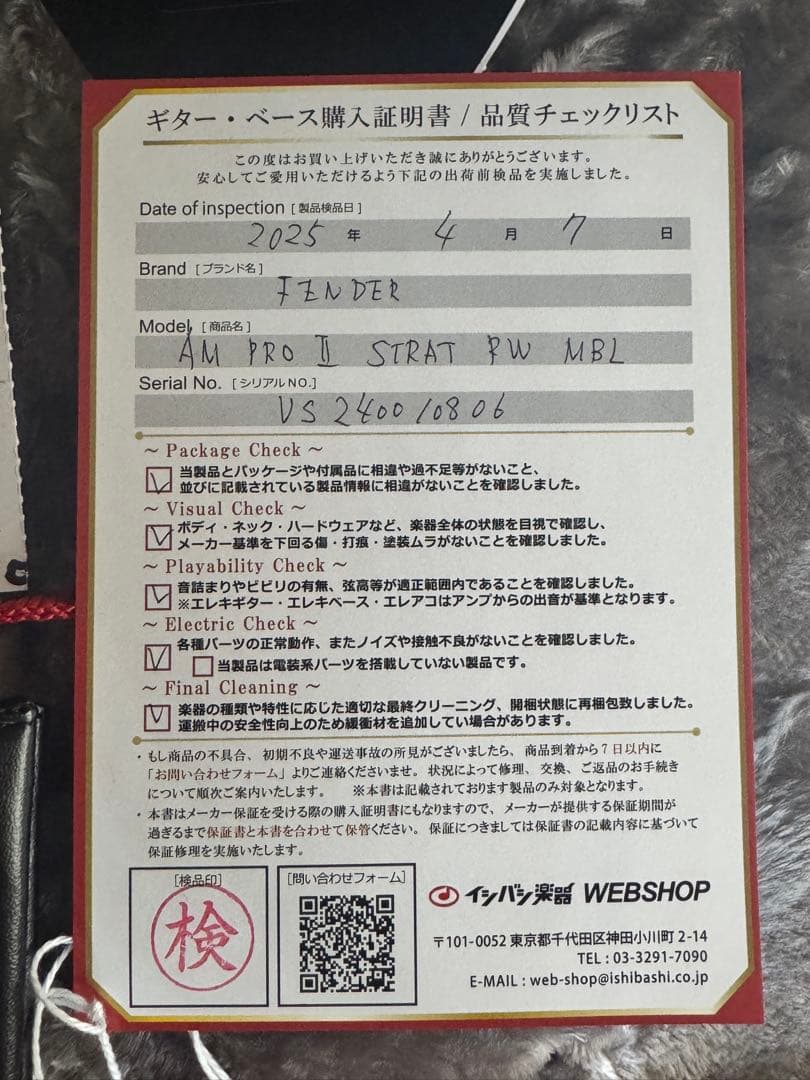 ギター・ベース購入証明書 / 品質チェックリスト
この度はお買い上げいただき誠にありがとうございます。
安心してご愛用いただけるよう下記の出荷前検品を実施しました。
Date of inspection [ 製品検品日 ]
2025 年 4 月 7 日
Brand [ ブランド名 ]
FENDER
Model [ 商品名 ]
AM PRO II STRAT RW MBL
Serial No. [ シリアルNO.]
VS240010806
~ Package Check ~
当製品とパッケージや付属品に相違や過不足等がないこと、
並びに記載されている製品情報に相違がないことを確認しました。
~ Visual Check ~
ボディ・ネック・ハードウェアなど、楽器全体の状態を目視で確認し、
メーカー基準を下回る傷・打痕・塗装ムラがないことを確認しました。
~ Playability Check ~
音詰まりやビビリの有無、弦高等が適正範囲内であることを確認しました。
※エレキギター・エレキベース・エレアコはアンプからの出音が基準となります。
~ Electric Check ~
各種パーツの正常動作、またノイズや接触不良がないことを確認しました。
当製品は電装系パーツを搭載していない製品です。
~ Final Cleaning ~
楽器の種類や特性に応じた適切な最終クリーニング、開梱状態に再梱包致しました。
運搬中の安全性向上のため緩衝材を追加してい場合があります。
・もし商品の不具合、初期不良や運送事故の所見がございましたら、商品到着から7日以内に
「お問い合わせフォーム」よりご連絡くださいませ。状況によって修理、交換、ご返品のお手続き
について順次ご案内いたします。 ※本書は記載されております製品のみ対象となります。
・本書はメーカー保証を受ける際の購入証明書にもなりますので、メーカーが提供する保証期間が
過ぎるまで保証書と本書を合わせて保管ください。保証につきましては保証書の記載内容に基づいて
保証修理を実施いたします。
[検品印]
検
[問い合わせフォーム]
イシバシ楽器 WEBSHOP
〒101-0052 東京都千代田区神田小川町 2-14
TEL : 03-3291-7090
E-MAIL : web-shop@ishibashi.co.jp